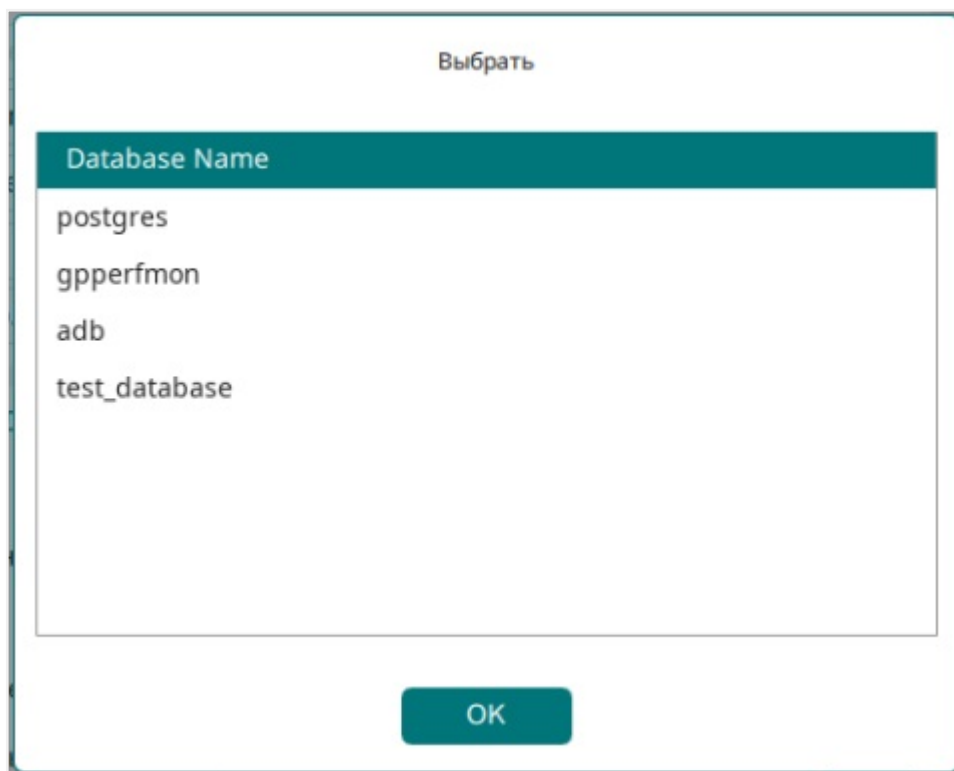 Выбрать
Database Name
postgres
gpperfmon
adb
test_database
OK